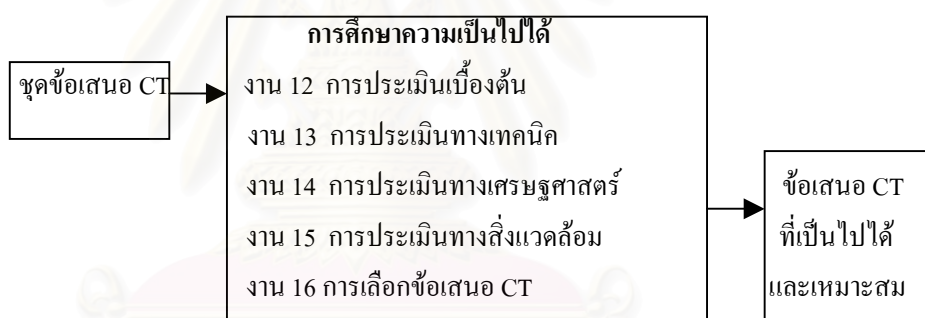 ชุดข้อเสนอ CT
การศึกษาความเป็นไปได้
งาน 12 การประเมินเบื้องต้น
งาน 13 การประเมินทางเทคนิค
งาน 14 การประเมินทางเศรษฐศาสตร์
งาน 15 การประเมินทางสิ่งแวดล้อม
งาน 16 การเลือกข้อเสนอ CT
ข้อเสนอ CT
ที่เป็นไปได้
และเหมาะสม